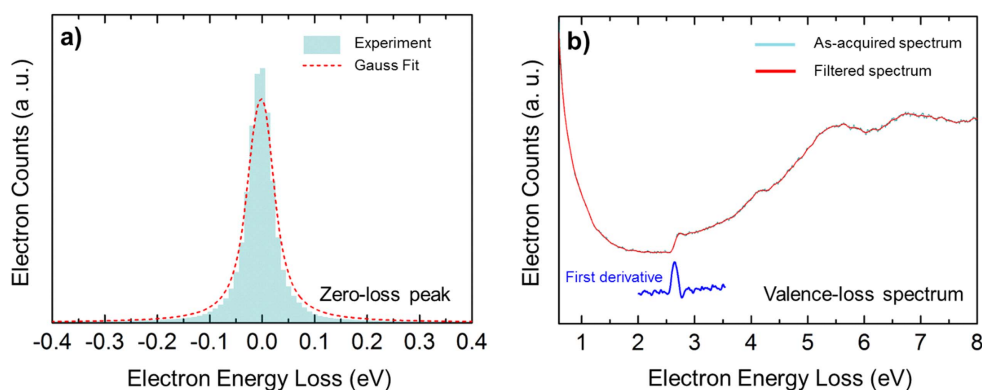 a)
Experiment
Gauss Fit
Electron Counts (a .u.)
Zero-loss peak
-0.4 -0.3 -0.2 -0.1 0.0 0.1 0.2 0.3 0.4
Electron Energy Loss (eV)
b)
As-acquired spectrum
Filtered spectrum
Electron Counts (a. u.)
First derivative
Valence-loss spectrum
1 2 3 4 5 6 7 8
Electron Energy Loss (eV)